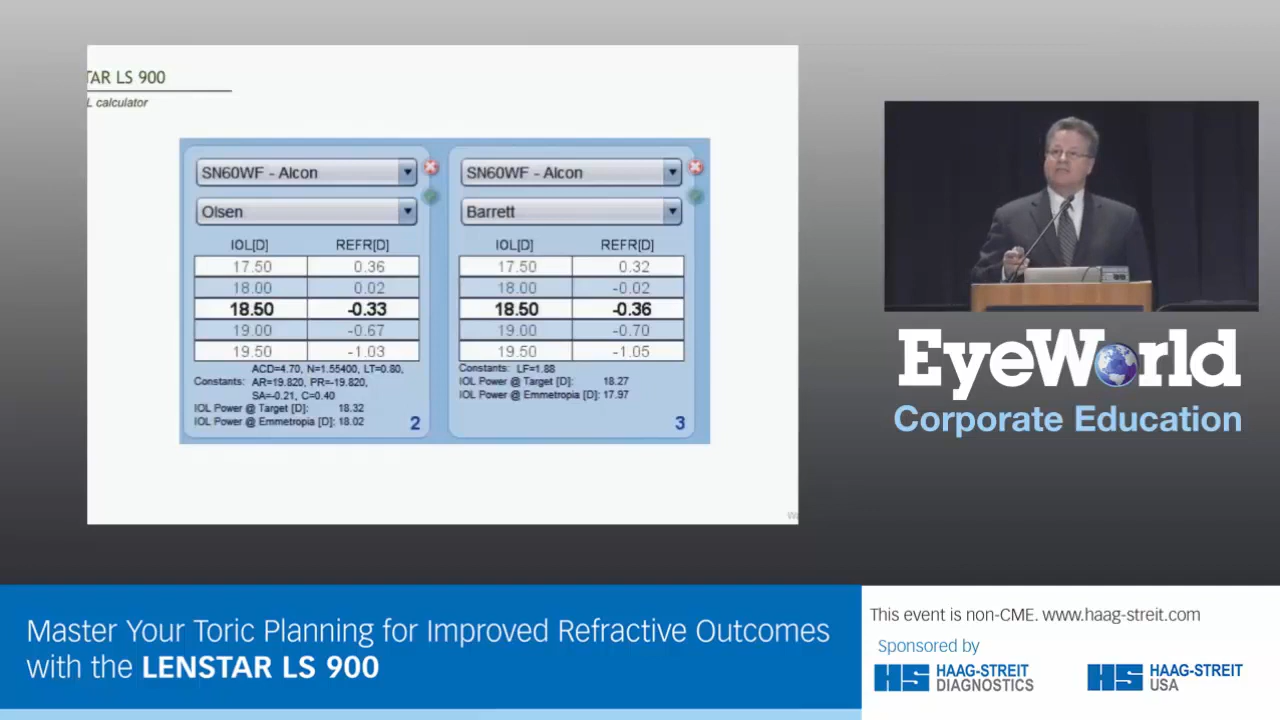 TAR LS 900
L calculator
SN60WF - Alcon
Olsen
IOL[D] REFR[D]
17.50 0.36
18.00 0.02
18.50 -0.33
19.00 -0.67
19.50 -1.03
ACD=4.70, N=1.55400, LT=0.80,
Constants: AR=19.820, PR=-19.820,
SA=-0.21, C=0.40
IOL Power @ Target [D]: 18.32
IOL Power @ Emmetropia [D]: 18.02
2
SN60WF - Alcon
Barrett
IOL[D] REFR[D]
17.50 0.32
18.00 -0.02
18.50 -0.36
19.00 -0.70
19.50 -1.05
Constants: LF=1.88
IOL Power @ Target [D]: 18.27
IOL Power @ Emmetropia [D]: 17.97
3
EyeWorld
Corporate Education
Master Your Toric Planning for Improved Refractive Outcomes
with the LENSTAR LS 900
This event is non-CME. www.haag-streit.com
Sponsored by
HS HAAG-STREIT
DIAGNOSTICS
HS HAAG-STREIT
USA